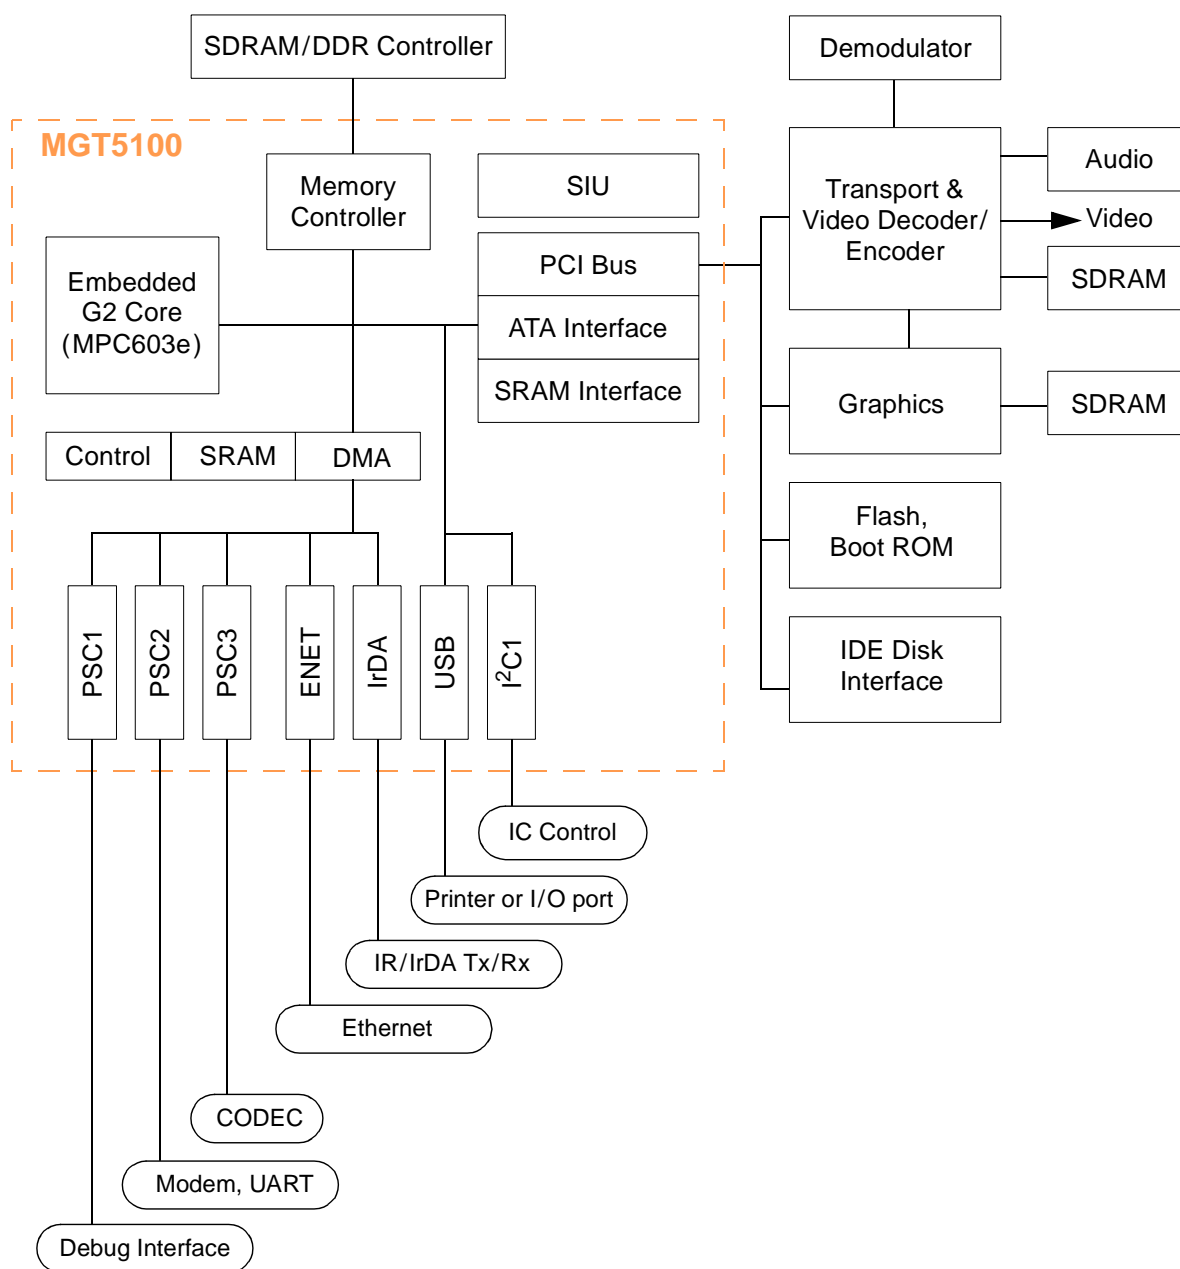 SDRAM/DDR Controller
Demodulator
MGT5100
Memory
Controller
SIU
Transport &
Video Decoder/
Encoder
Audio
Video
SDRAM
Embedded
G2 Core
(MPC603e)
PCI Bus
ATA Interface
SRAM Interface
Graphics
SDRAM
Control
SRAM
DMA
Flash,
Boot ROM
PSC1
PSC2
PSC3
ENET
IrDA
USB
I²C1
IDE Disk
Interface
IC Control
Printer or I/O port
IR/IrDA Tx/Rx
Ethernet
CODEC
Modem, UART
Debug Interface